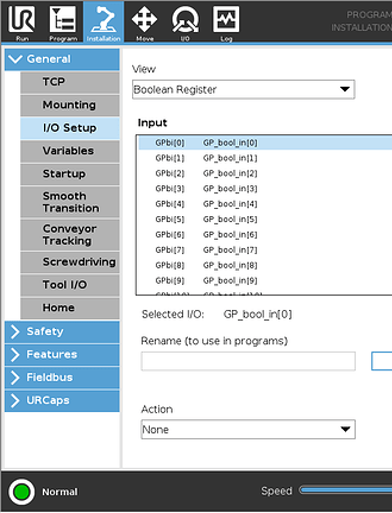 UR
Run
Program
Installation
Move
I/O
Log
PROGRAM
INSTALLATION
General
TCP
Mounting
I/O Setup
Variables
Startup
Smooth
Transition
Conveyor
Tracking
Screwdriving
Tool I/O
Home
Safety
Features
Fieldbus
URCaps
View
Boolean Register
Input
GPbi[0] GP_bool_in[0]
GPbi[1] GP_bool_in[1]
GPbi[2] GP_bool_in[2]
GPbi[3] GP_bool_in[3]
GPbi[4] GP_bool_in[4]
GPbi[5] GP_bool_in[5]
GPbi[6] GP_bool_in[6]
GPbi[7] GP_bool_in[7]
GPbi[8] GP_bool_in[8]
GPbi[9] GP_bool_in[9]
Selected I/O: GP_bool_in[0]
Rename (to use in programs)
Action
None
Normal
Speed